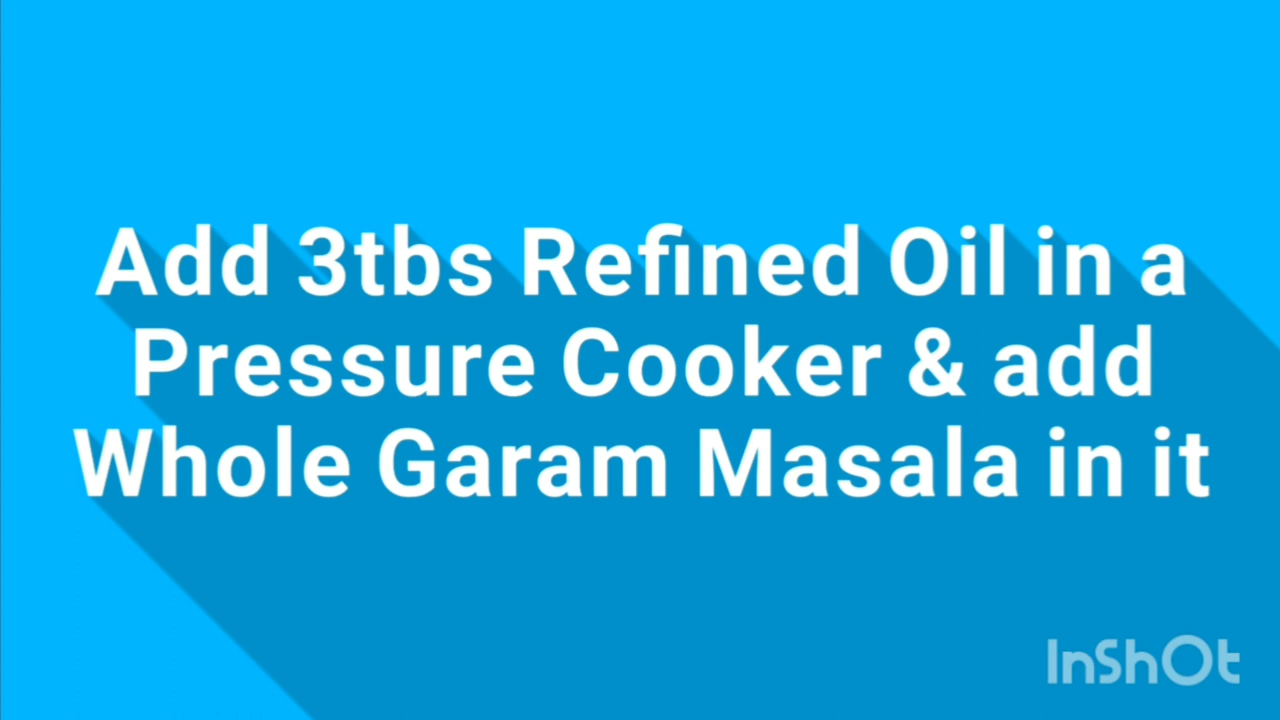 Add 3tbs Refined Oil in a
Pressure Cooker & add
Whole Garam Masala in it
InShOt